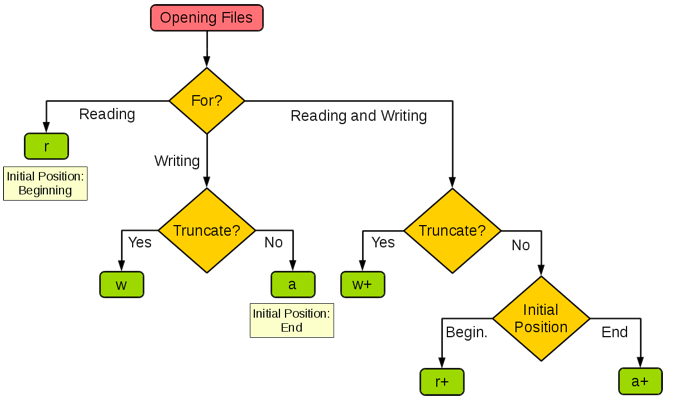 Opening Files
For?
Reading
Reading and Writing
r
Initial Position:
Beginning
Writing
Truncate?
Truncate?
Yes
No
Yes
No
w
a
w+
Initial Position:
End
Initial
Position
Begin.
End
r+
a+